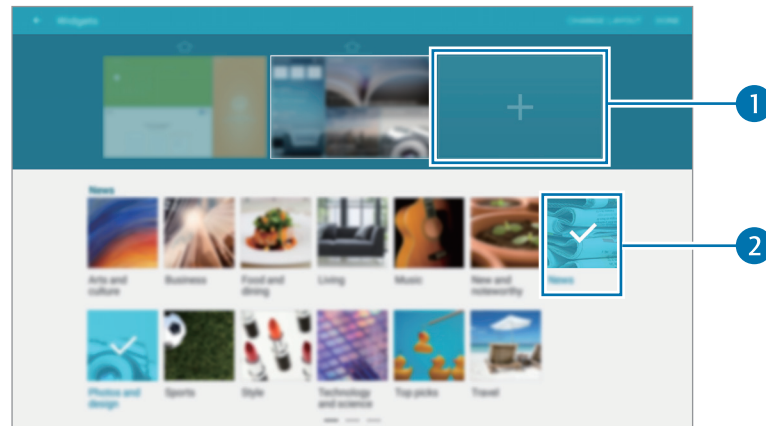 Widgets
CHANGE LAYOUT DONE
1
News
Arts and culture
Business
Food and dining
Living
Music
New and noteworthy
News
2
Photos and design
Sports
Style
Technology and science
Top picks
Travel